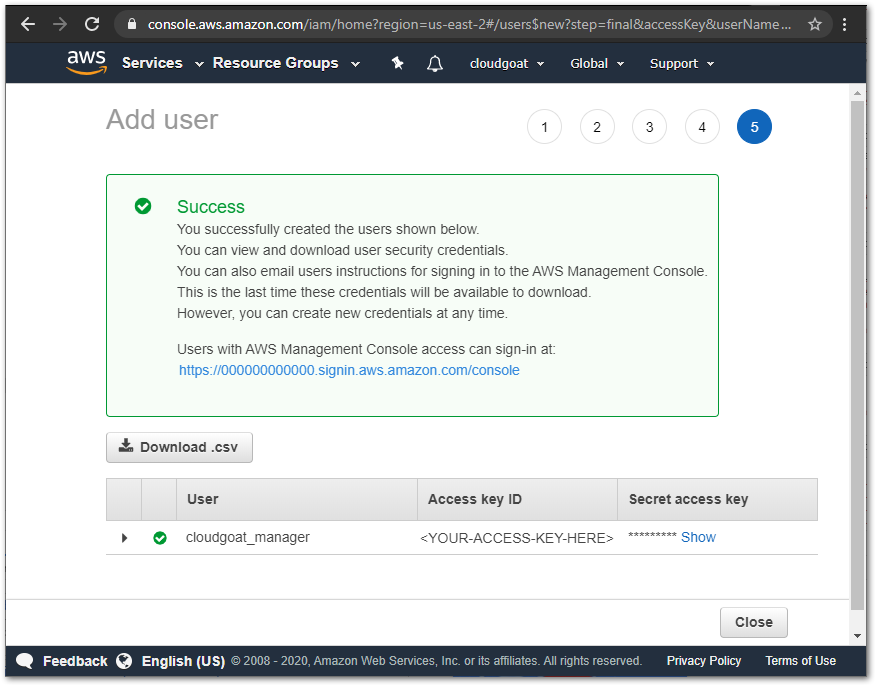 console.aws.amazon.com/iam/home?region=us-east-2#/users$new?step=final&accessKey&userName...
aws Services Resource Groups cloudgoat Global Support
Add user
1 2 3 4 5
Success
You successfully created the users shown below.
You can view and download user security credentials.
You can also email users instructions for signing in to the AWS Management Console.
This is the last time these credentials will be available to download.
However, you can create new credentials at any time.
Users with AWS Management Console access can sign-in at:
https://000000000000.signin.aws.amazon.com/console
Download .csv
User Access key ID Secret access key
cloudgoat_manager <YOUR-ACCESS-KEY-HERE> ********* Show
Close
Feedback English (US) © 2008 - 2020, Amazon Web Services, Inc. or its affiliates. All rights reserved. Privacy Policy Terms of Use